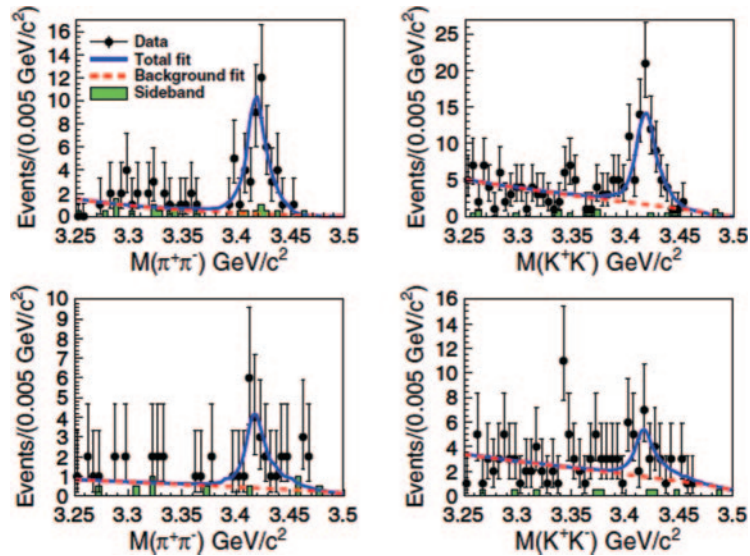 Events/(0.005 GeV/c²)
16
14
12
10
8
6
4
2
0
Data
Total fit
Background fit
Sideband
3.25 3.3 3.35 3.4 3.45 3.5
M(π⁺π⁻) GeV/c²
Events/(0.005 GeV/c²)
25
20
15
10
5
0
3.25 3.3 3.35 3.4 3.45 3.5
M(K⁺K⁻) GeV/c²
Events/(0.005 GeV/c²)
10
9
8
7
6
5
4
3
2
1
0
3.25 3.3 3.35 3.4 3.45 3.5
M(π⁺π⁻) GeV/c²
Events/(0.005 GeV/c²)
16
14
12
10
8
6
4
2
0
3.25 3.3 3.35 3.4 3.45 3.5
M(K⁺K⁻) GeV/c²